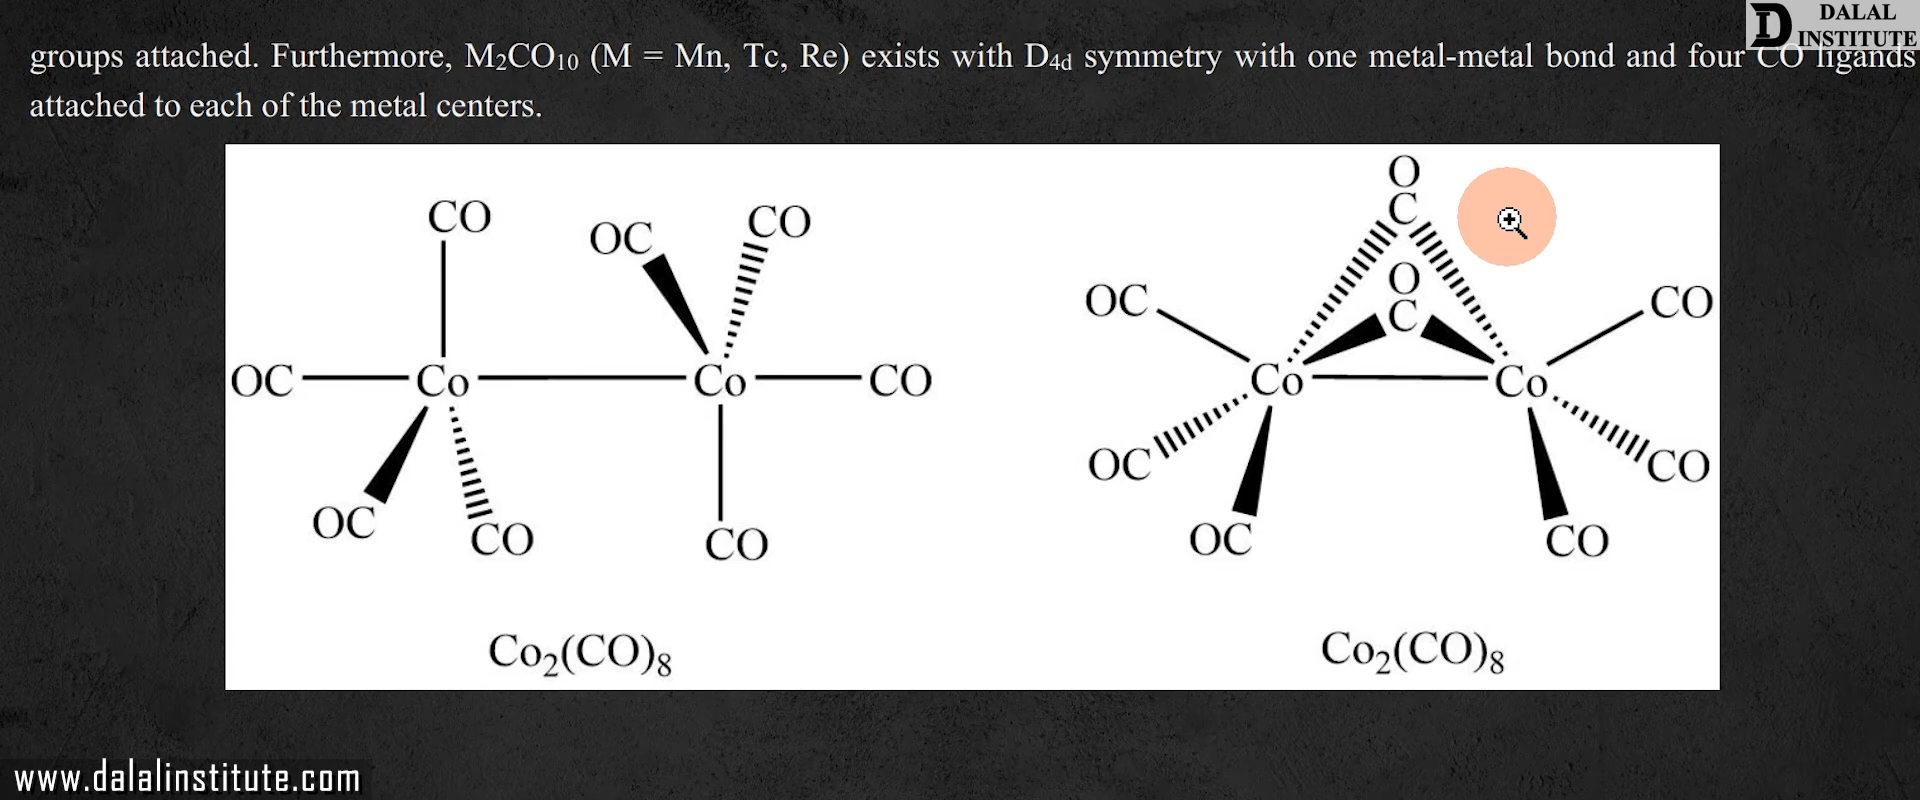 DALAL
INSTITUTE
groups attached. Furthermore, M₂CO₁₀ (M = Mn, Tc, Re) exists with D₄d symmetry with one metal-metal bond and four CO ligands
attached to each of the metal centers.
O
C
CO
OC
CO
O
C
OC
CO
OC
Co
Co
CO
Co
Co
OC
CO
OC
CO
CO
OC
CO
Co₂(CO)₈
Co₂(CO)₈
www.dalalinstitute.com